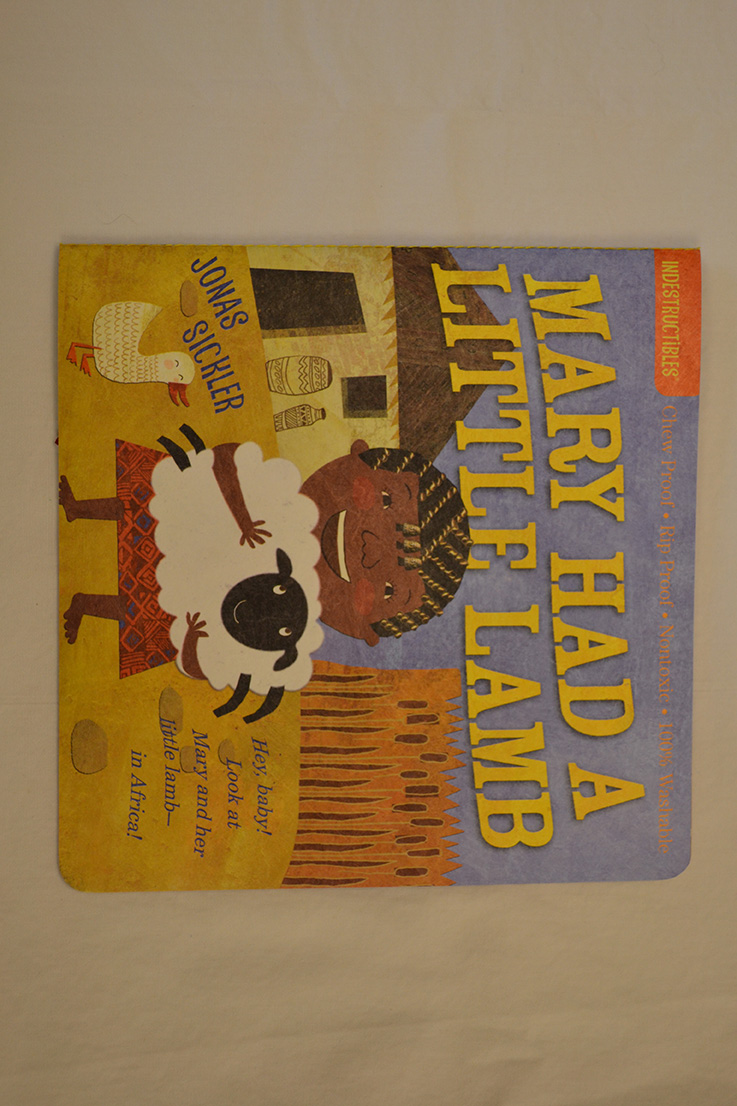 INDESTRUCTIBLES
Chew Proof • Rip Proof • Nontoxic • 100% Washable
MARY HAD A
LITTLE LAMB
JONAS
SICKLER
Hey, baby!
Look at
Mary and her
little lamb—
in Africa!